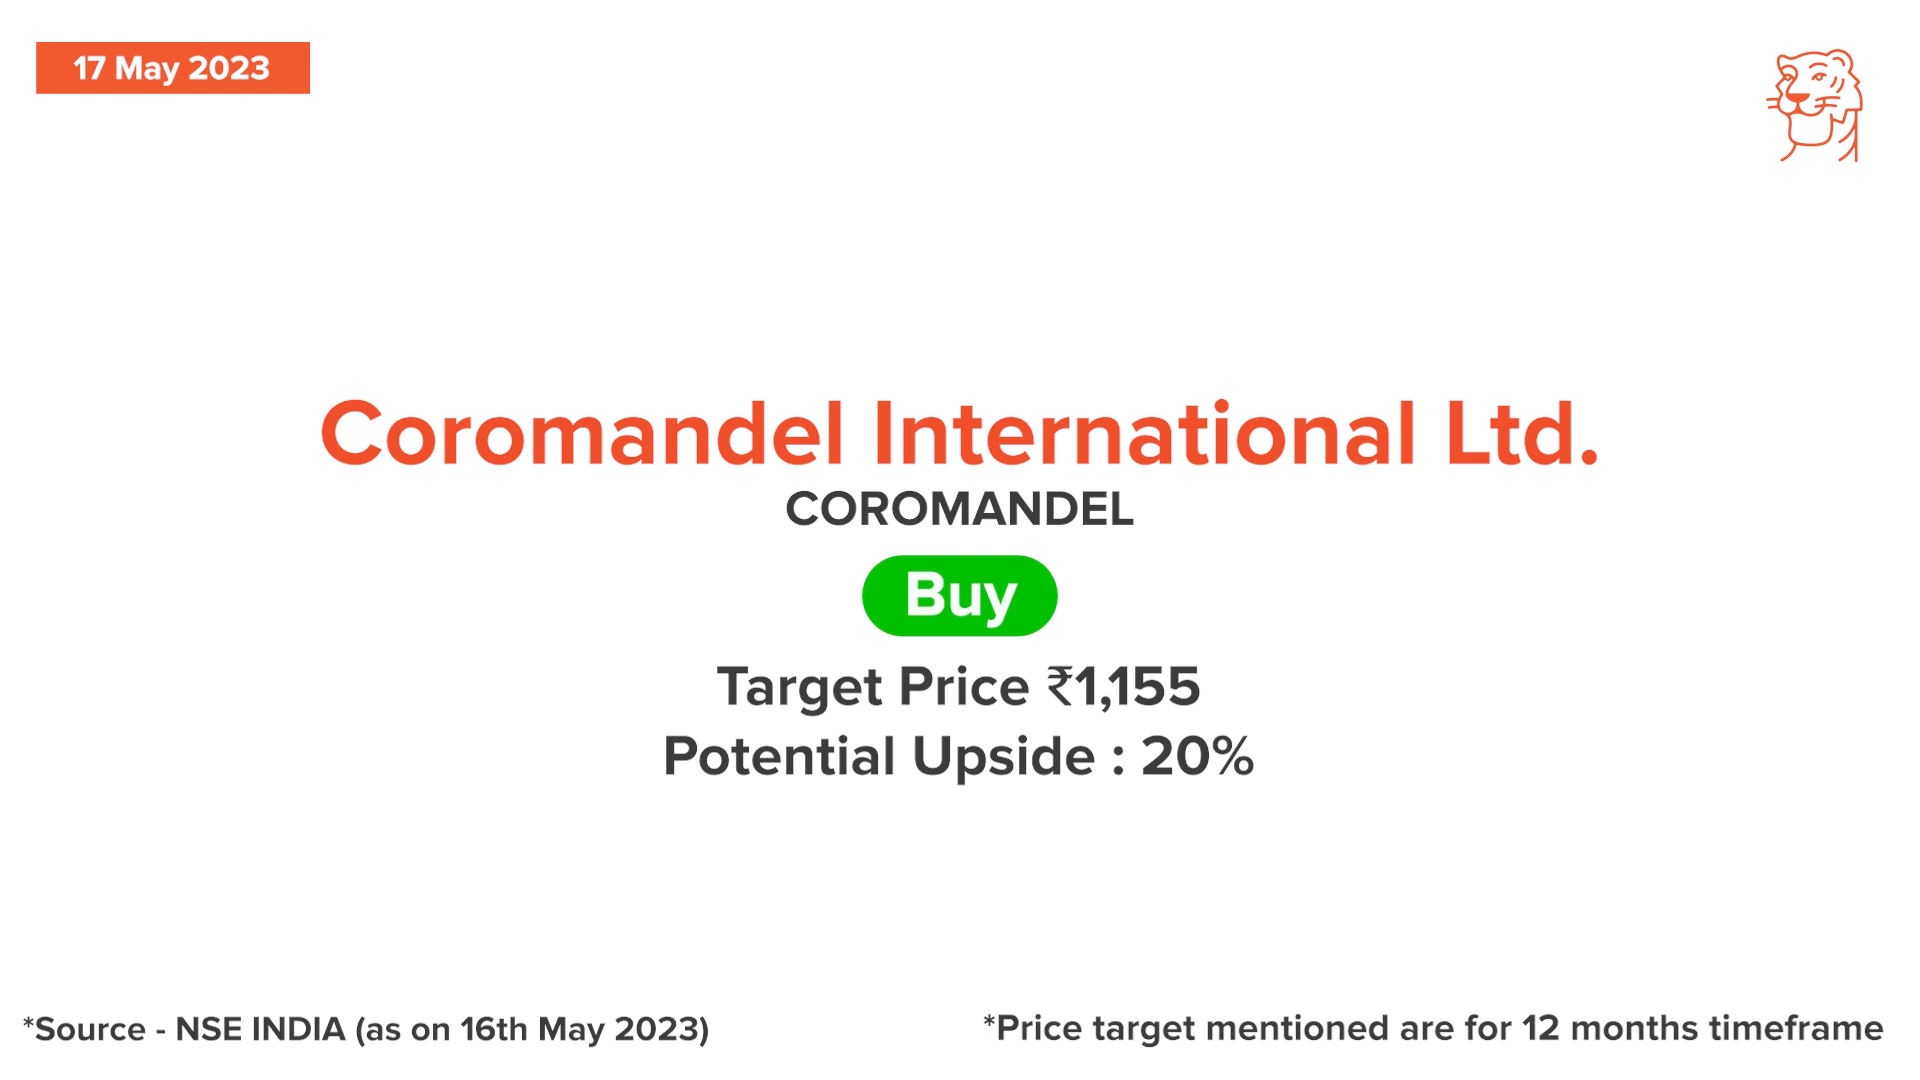 17 May 2023
Coromandel International Ltd.
COROMANDEL
Buy
Target Price ₹1,155
Potential Upside : 20%
*Source - NSE INDIA (as on 16th May 2023)
*Price target mentioned are for 12 months timeframe